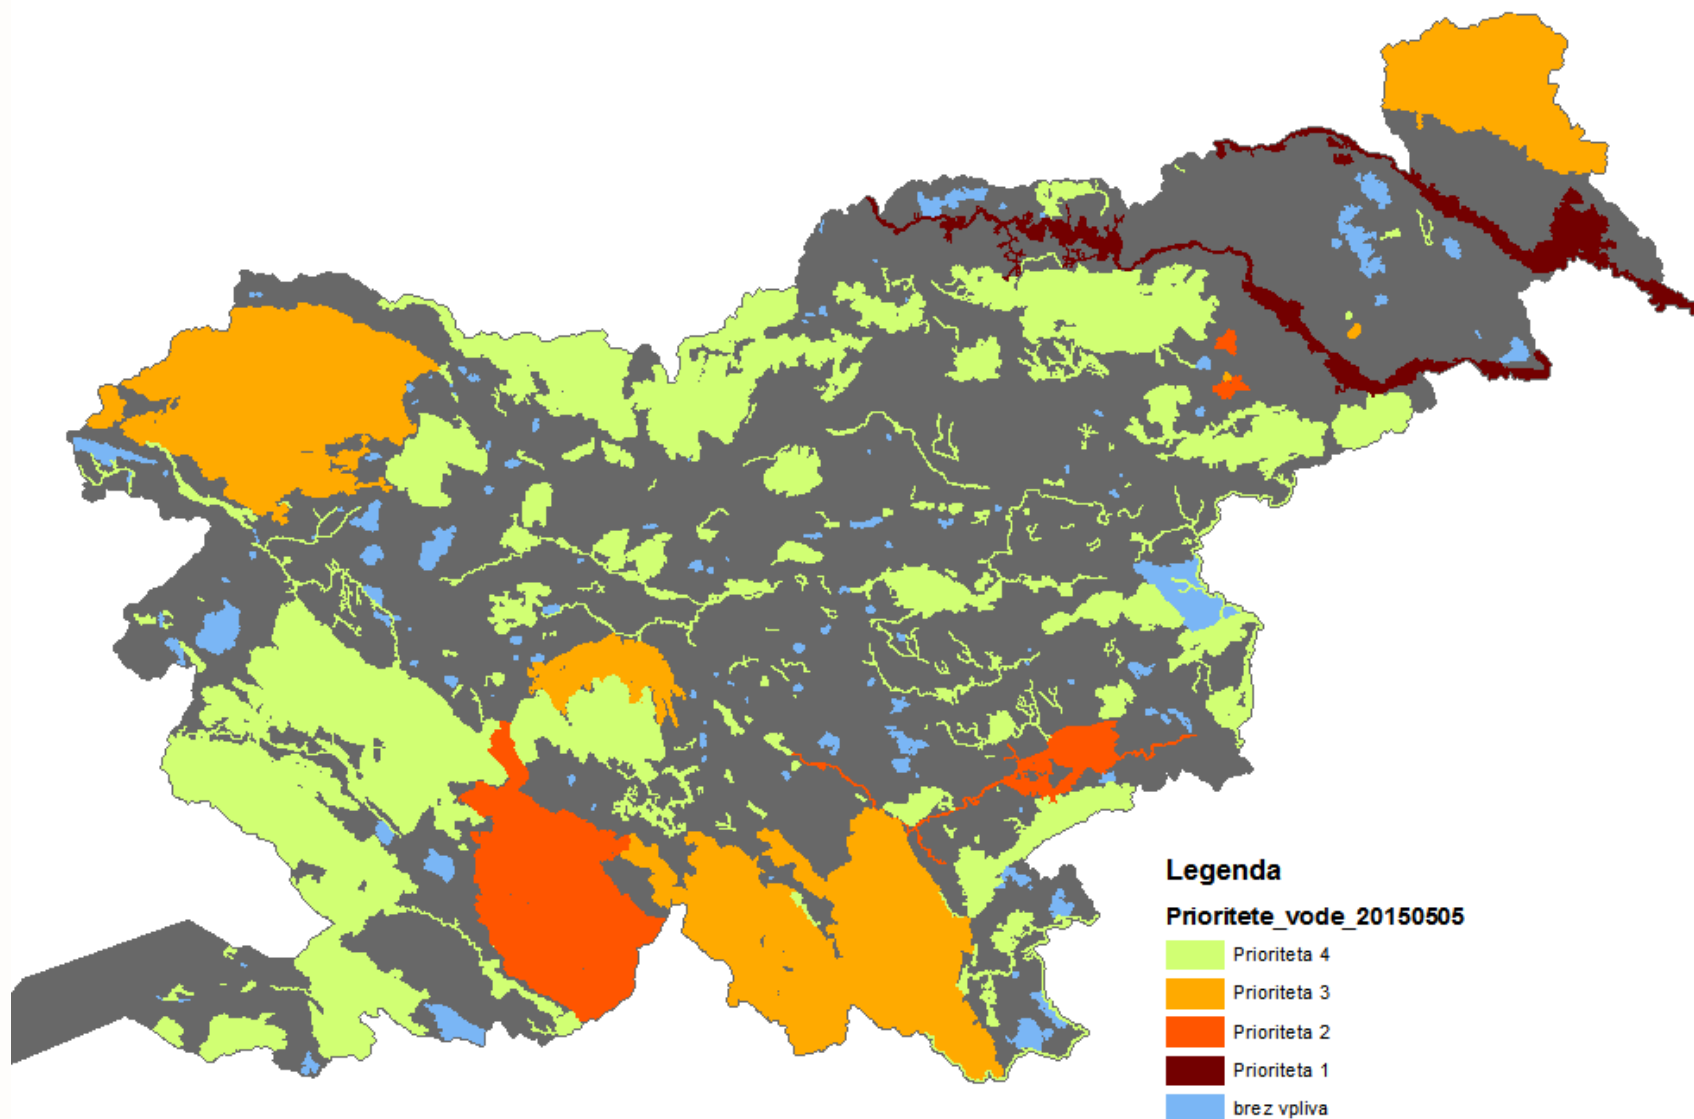 Legenda
Prioritete_vode_20150505
Prioriteta 4
Prioriteta 3
Prioriteta 2
Prioriteta 1
brez vpliva